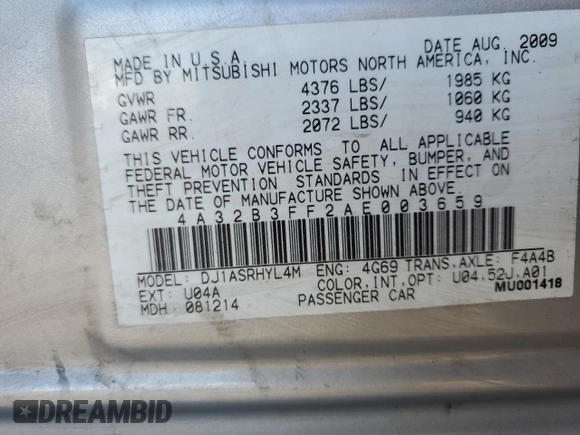 MADE IN U.S.A DATE AUG, 2009
MFD BY MITSUBISHI MOTORS NORTH AMERICA, INC.
GVWR 4376 LBS/ 1985 KG
GAWR FR. 2337 LBS/ 1060 KG
GAWR RR. 2072 LBS/ 940 KG
THIS VEHICLE CONFORMS TO ALL APPLICABLE
FEDERAL MOTOR VEHICLE SAFETY, BUMPER, AND
THEFT PREVENTION STANDARDS IN EFFECT ON
THE DATE OF MANUFACTURE SHOWN ABOVE.
4A32B3FF2AE003659
MODEL: DJ1ASRHYL4M ENG: 4G69 TRANS,AXLE: F4A4B
EXT: U04A COLOR,INT,OPT: U04,52J,A01
MDH 081214 PASSENGER CAR MU001418
DREAMBID